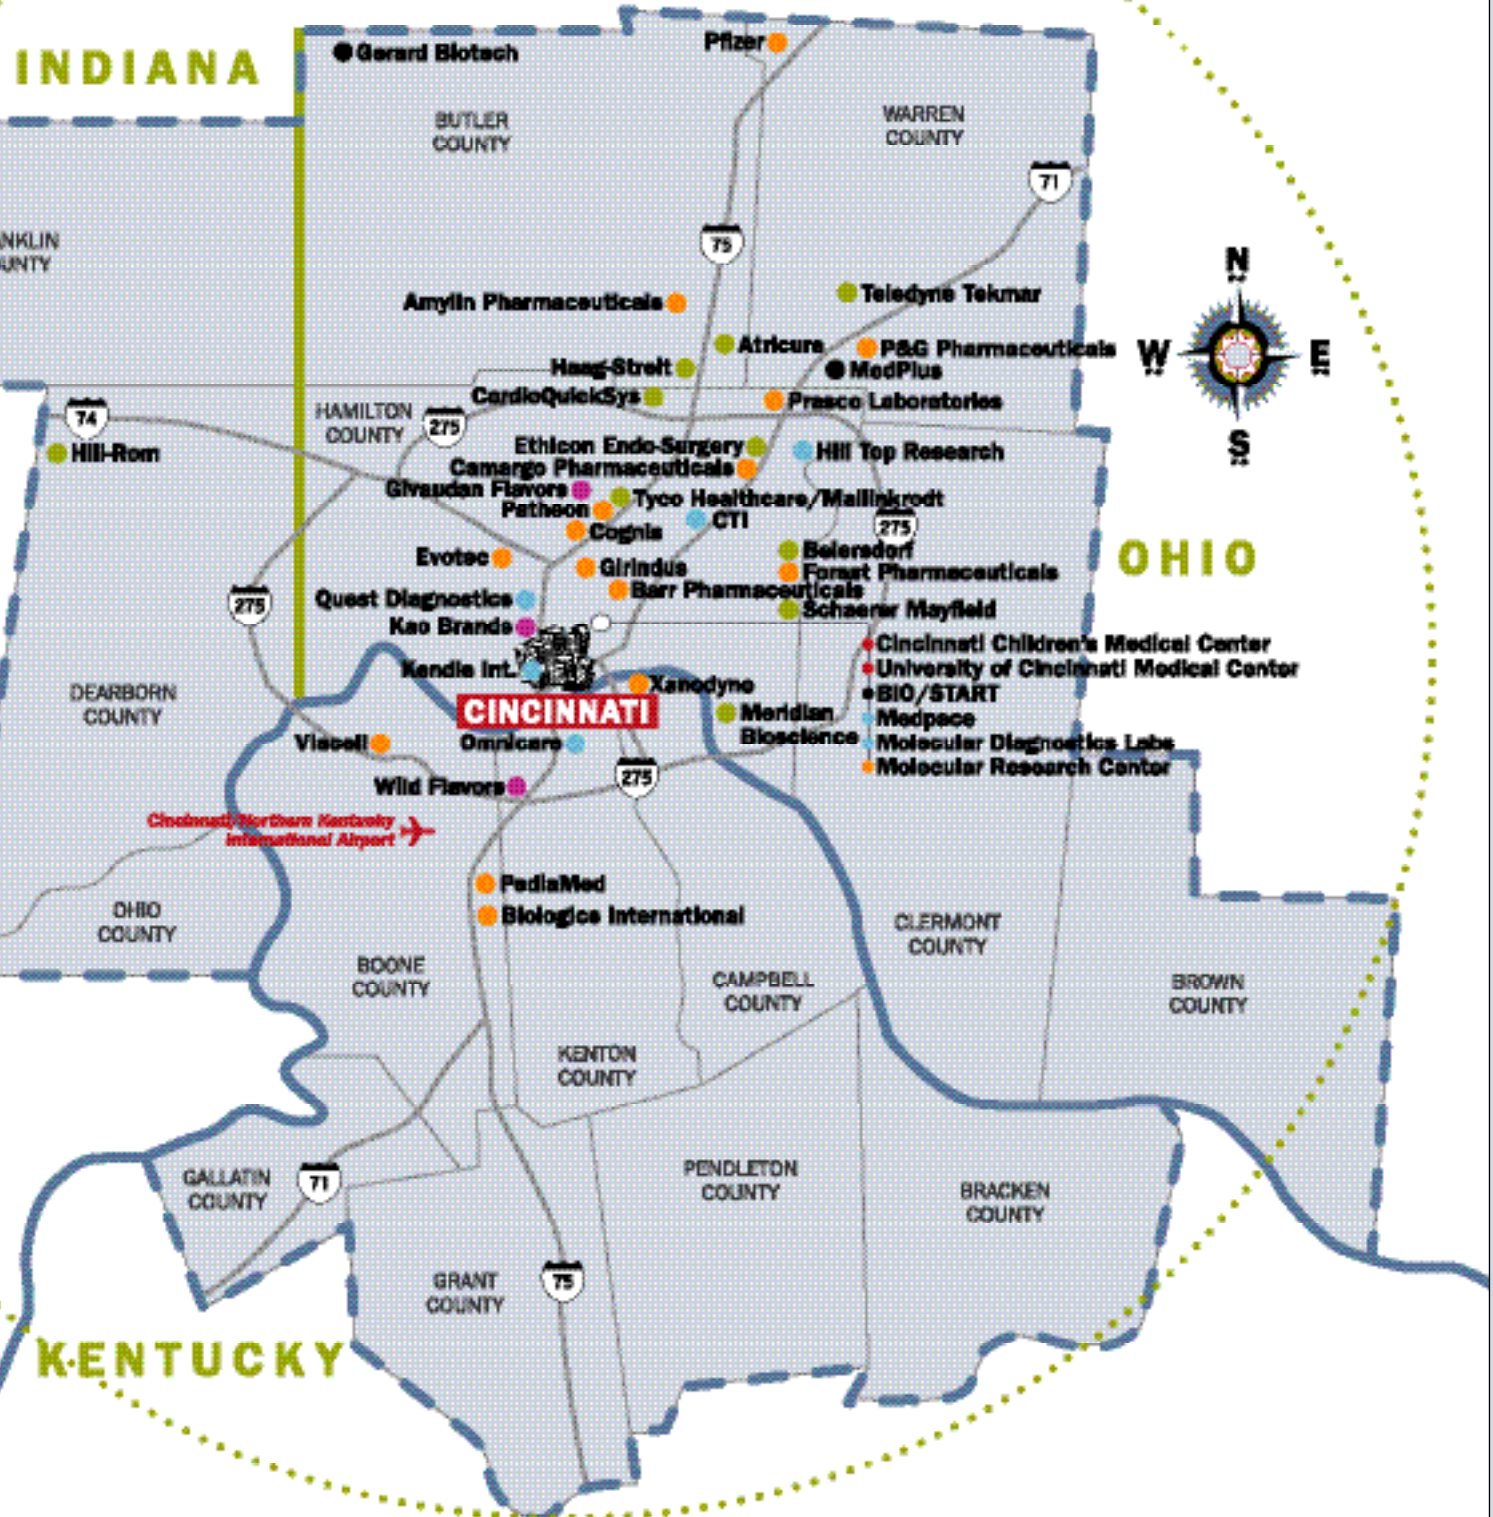 INDIANA
Gerard Biotech
Pfizer
BUTLER
COUNTY
WARREN
COUNTY
71
NKLIN
UNTY
75
N
W
E
S
Amylin Pharmaceuticals
Teledyne Tekmar
Atricure
P&G Pharmaceuticals
Haag-Streit
MedPlus
CardioQuickSys
Prasco Laboratories
74
HAMILTON
COUNTY
275
Hill-Rom
Ethicon Endo-Surgery
Hill Top Research
Camargo Pharmaceuticals
Givaudan Flavors
Tyco Healthcare/Mallinkrodt
Patheon
CTI
275
Cognis
Evotec
Beiersdorf
Girindus
Forest Pharmaceuticals
OHIO
Barr Pharmaceuticals
275
Quest Diagnostics
Schaerer Mayfield
Kao Brands
Cincinnati Children's Medical Center
Kendle Int.
University of Cincinnati Medical Center
Xanodyne
BIO/START
DEARBORN
COUNTY
CINCINNATI
Meridian
Bioscience
Medpace
Viacell
Omnicare
Molecular Diagnostics Labs
275
Molecular Research Center
Wild Flavors
Cincinnati/Northern Kentucky
International Airport
PediaMed
Biologics International
OHIO
COUNTY
CLERMONT
COUNTY
BOONE
COUNTY
CAMPBELL
COUNTY
BROWN
COUNTY
KENTON
COUNTY
GALLATIN
COUNTY
71
PENDLETON
COUNTY
BRACKEN
COUNTY
GRANT
COUNTY
75
KENTUCKY